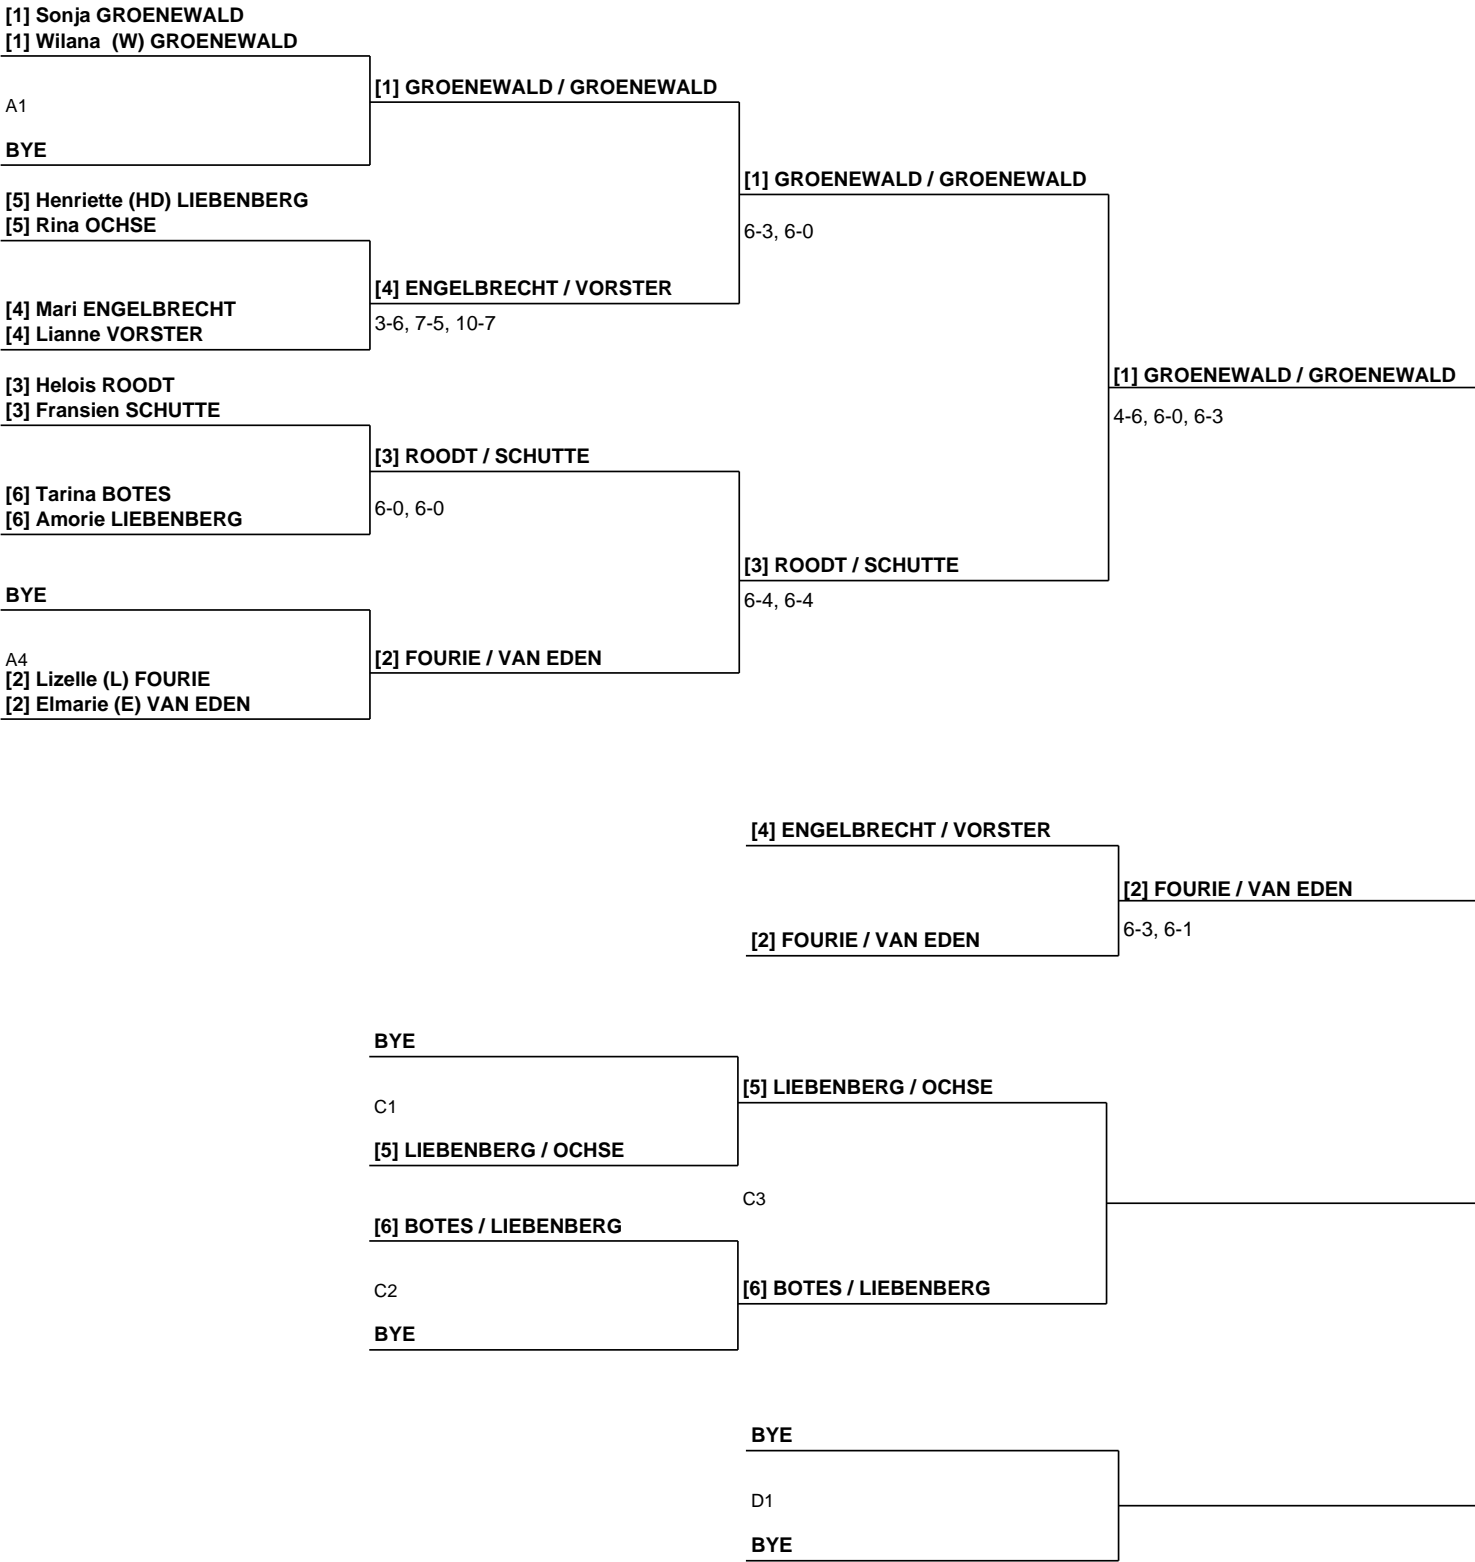 [1] Sonja GROENEWALD
[1] Wilana  (W) GROENEWALD
[1] GROENEWALD / GROENEWALD
A1
BYE
[1] GROENEWALD / GROENEWALD
[5] Henriette (HD) LIEBENBERG
[5] Rina OCHSE
6-3, 6-0
[4] ENGELBRECHT / VORSTER
[4] Mari ENGELBRECHT
3-6, 7-5, 10-7
[4] Lianne VORSTER
[1] GROENEWALD / GROENEWALD
[3] Helois ROODT
[3] Fransien SCHUTTE
4-6, 6-0, 6-3
[3] ROODT / SCHUTTE
[6] Tarina BOTES
6-0, 6-0
[6] Amorie LIEBENBERG
[3] ROODT / SCHUTTE
BYE
6-4, 6-4
A4
[2] FOURIE / VAN EDEN
[2] Lizelle (L) FOURIE
[2] Elmarie (E) VAN EDEN
[4] ENGELBRECHT / VORSTER
[2] FOURIE / VAN EDEN
6-3, 6-1
[2] FOURIE / VAN EDEN
BYE
[5] LIEBENBERG / OCHSE
C1
[5] LIEBENBERG / OCHSE
C3
[6] BOTES / LIEBENBERG
C2
[6] BOTES / LIEBENBERG
BYE
BYE
D1
BYE